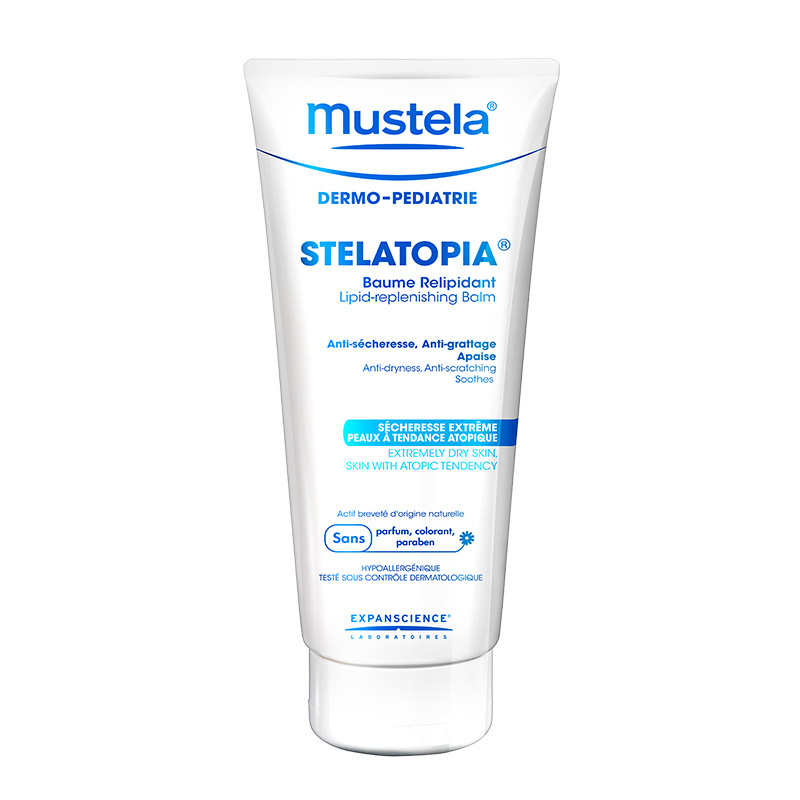 mustela®
DERMO-PEDIATRIE
STELATOPIA®
Baume Relipidant
Lipid-replenishing Balm
Anti-sécheresse, Anti-grattage
Apaise
Anti-dryness, Anti-scratching
Soothes
SÉCHERESSE EXTRÊME
PEAUX À TENDANCE ATOPIQUE
EXTREMELY DRY SKIN,
SKIN WITH ATOPIC TENDENCY
Actif breveté d'origine naturelle
Sans parfum, colorant,
paraben
HYPOALLERGÉNIQUE
TESTÉ SOUS CONTRÔLE DERMATOLOGIQUE
EXPANSCIENCE®
LABORATOIRES